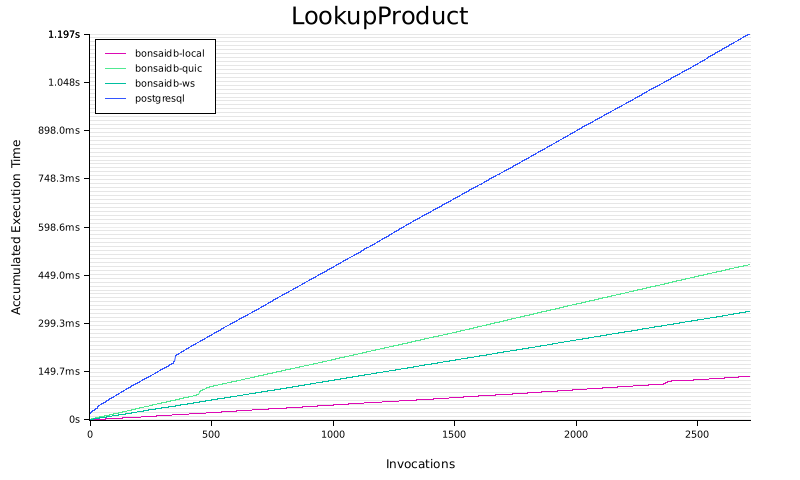 LookupProduct
1.197s
1.048s
898.0ms
748.3ms
598.6ms
449.0ms
299.3ms
149.7ms
0s
bonsaidb-local
bonsaidb-quic
bonsaidb-ws
postgresql
Accumulated Execution Time
0 500 1000 1500 2000 2500
Invocations